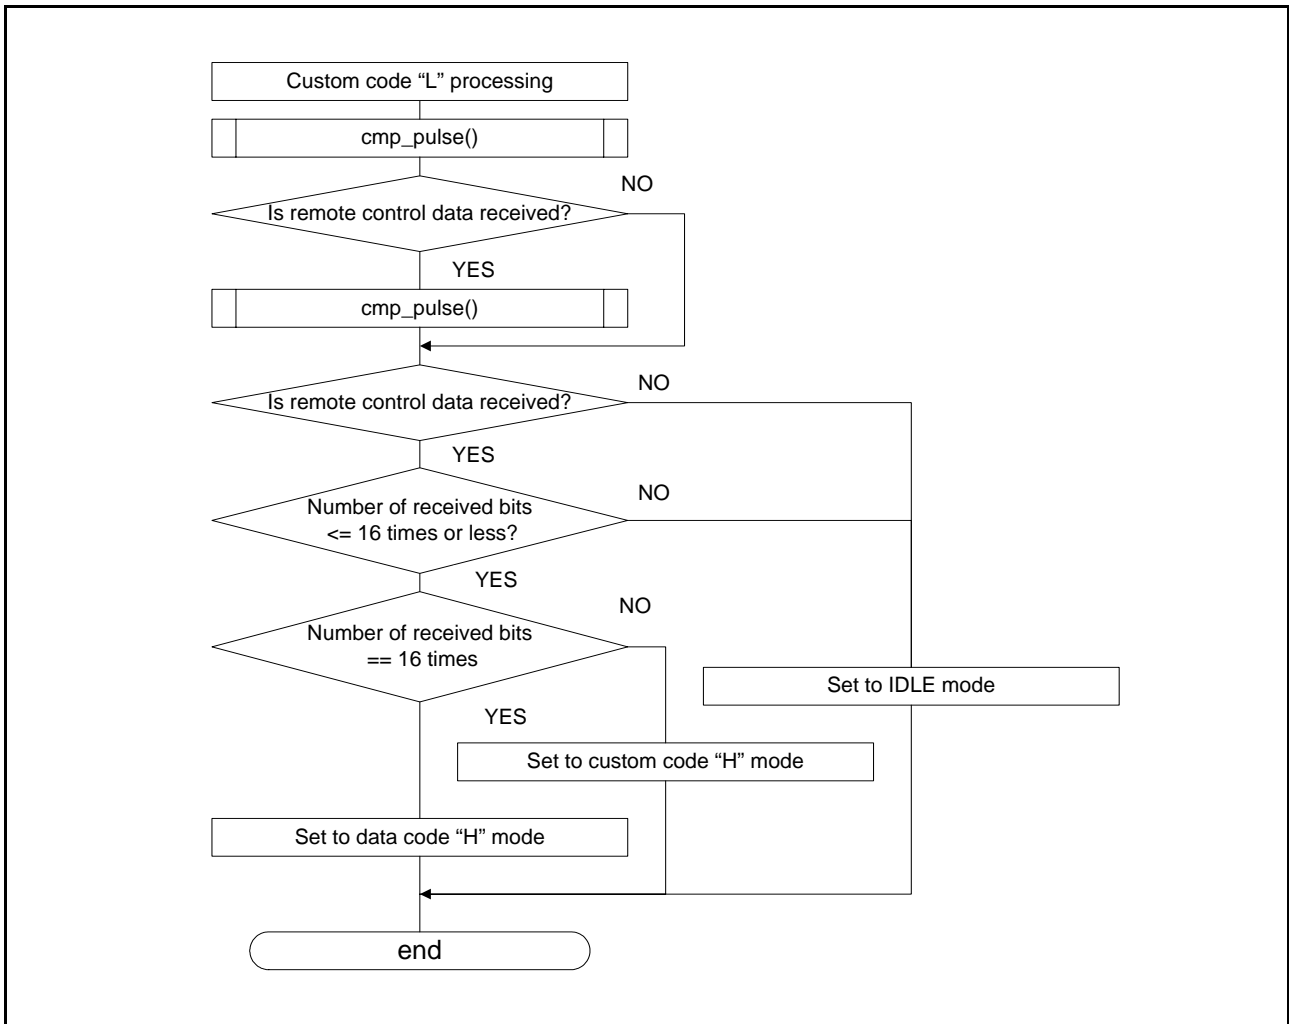 Custom code “L” processing
cmp_pulse()
NO
Is remote control data received?
YES
cmp_pulse()
NO
Is remote control data received?
YES
NO
Number of received bits
<= 16 times or less?
YES
NO
Number of received bits
== 16 times
Set to IDLE mode
YES
Set to custom code “H” mode
Set to data code “H” mode
end